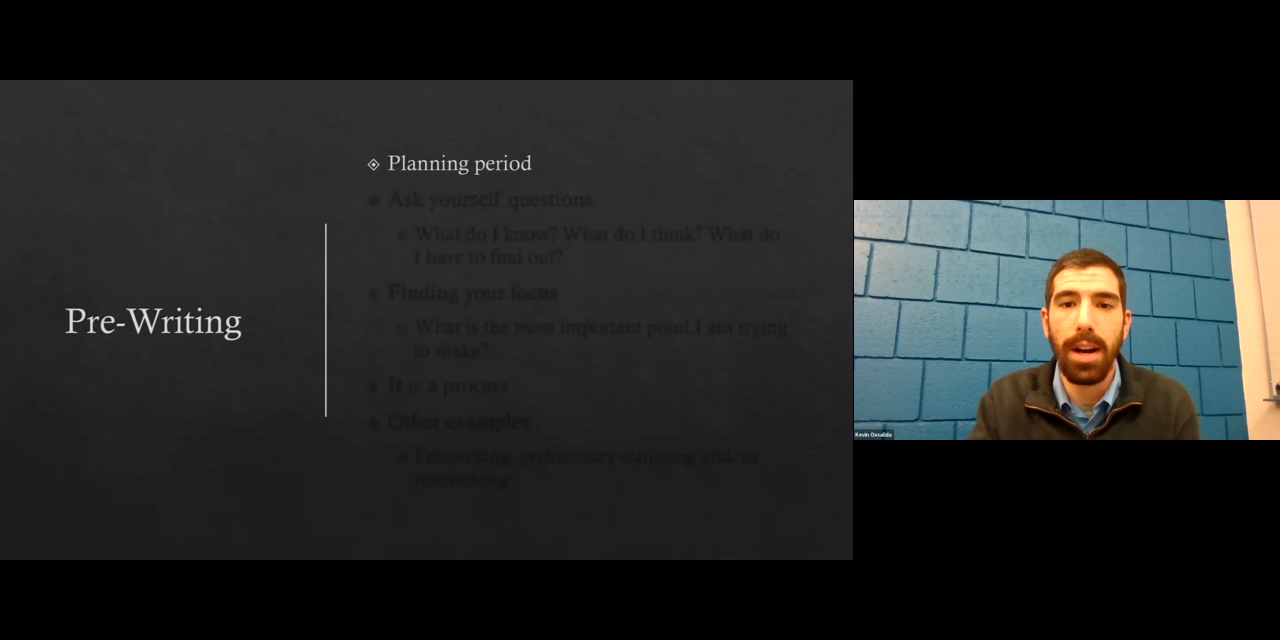 Pre-Writing
Planning period
Ask yourself questions
What do I know? What do I think? What do
I have to find out?
Finding your focus
What is the most important point I am trying
to make?
It is a process
Other examples
Freewriting, preliminary outlining and/or
researching
Kevin Oxsalida